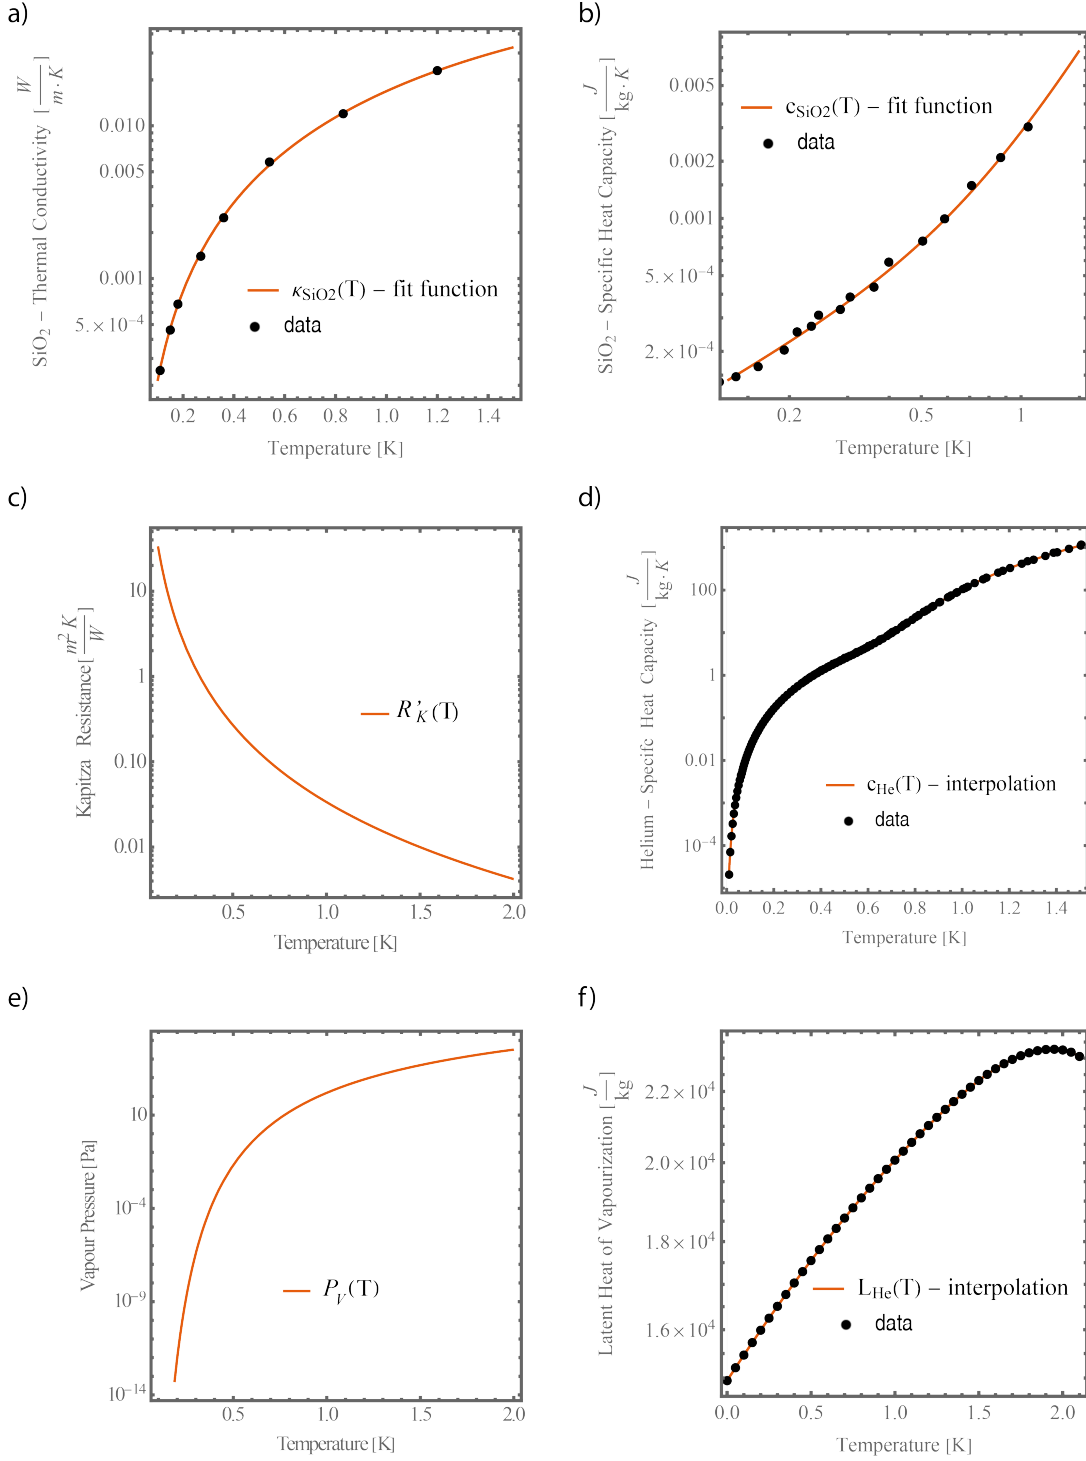 a)
SiO₂ – Thermal Conductivity [W/m·K]
0.010
0.005
0.001
5.×10⁻⁴
κSiO2(T) – fit function
data
0.2 0.4 0.6 0.8 1.0 1.2 1.4
Temperature [K]
b)
SiO₂ – Specific Heat Capacity [J/kg·K]
0.005
0.002
0.001
5.×10⁻⁴
2.×10⁻⁴
cSiO2(T) – fit function
data
0.2 0.5 1
Temperature [K]
c)
Kapitza Resistance [m² K/W]
10
1
0.10
0.01
R'K(T)
0.5 1.0 1.5 2.0
Temperature [K]
d)
Helium – Specifc Heat Capacity [J/kg·K]
100
1
0.01
10⁻⁴
cHe(T) – interpolation
data
0.0 0.2 0.4 0.6 0.8 1.0 1.2 1.4
Temperature [K]
e)
Vapour Pressure [Pa]
10
10⁻⁴
10⁻⁹
10⁻¹⁴
PV(T)
0.5 1.0 1.5 2.0
Temperature [K]
f)
Latent Heat of Vapourization [J/kg]
2.2×10⁴
2.0×10⁴
1.8×10⁴
1.6×10⁴
LHe(T) – interpolation
data
0.0 0.5 1.0 1.5 2.0
Temperature [K]